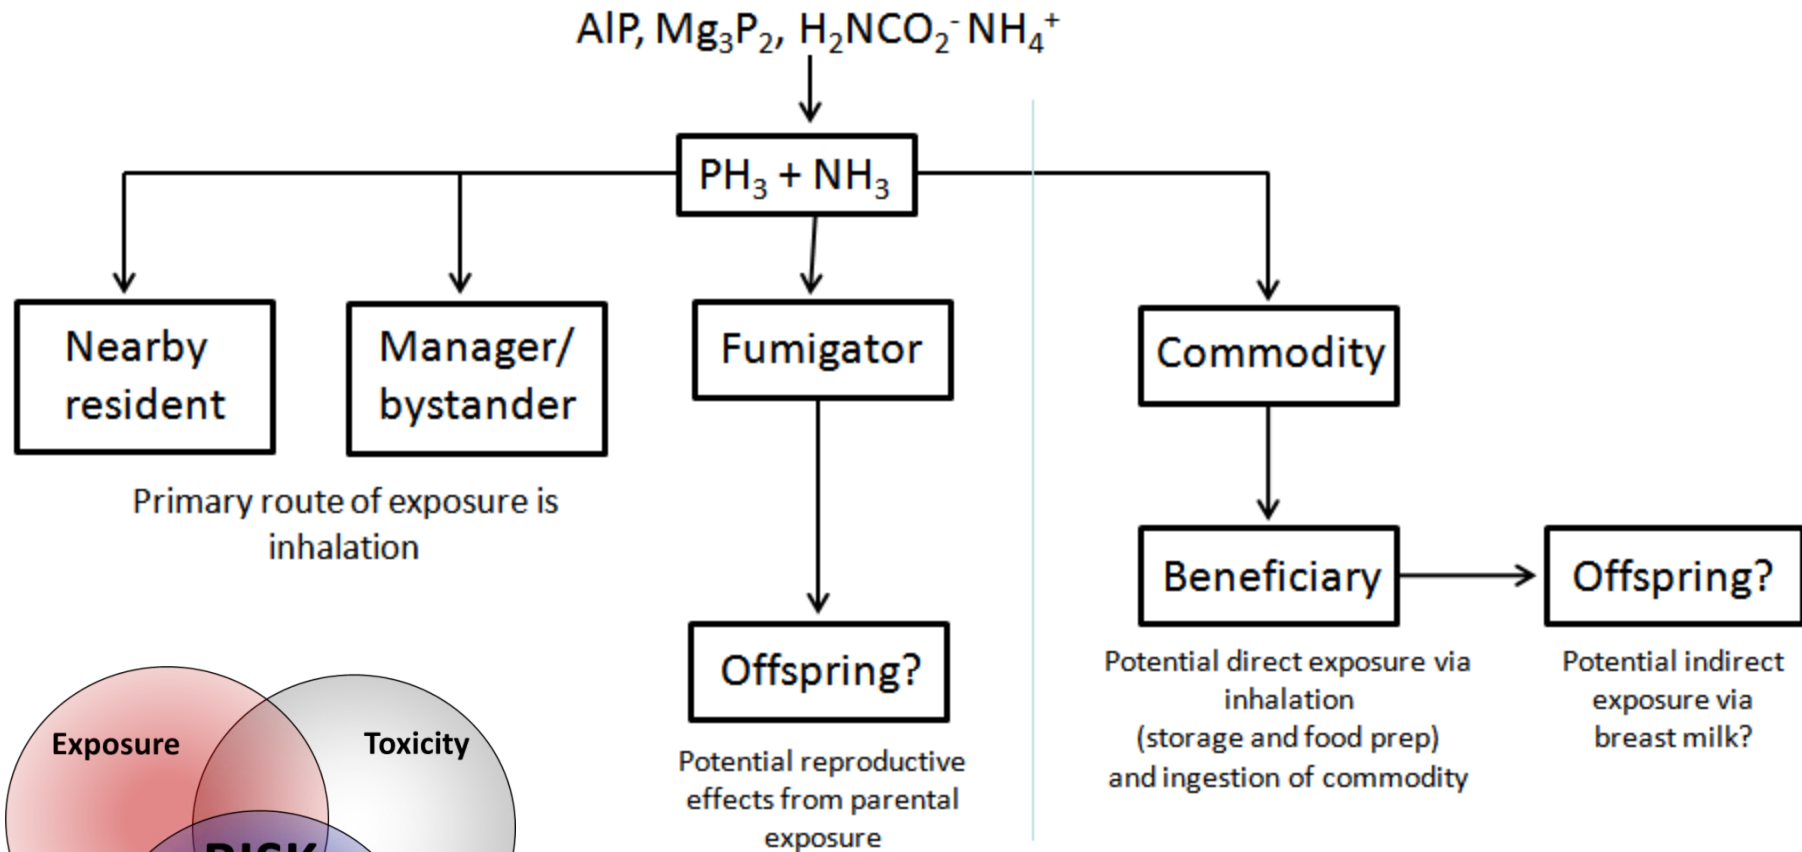 AlP, Mg₃P₂, H₂NCO₂⁻ NH₄⁺
PH₃ + NH₃
Nearby
resident
Manager/
bystander
Fumigator
Commodity
Primary route of exposure is
inhalation
Beneficiary
Offspring?
Offspring?
Potential reproductive
effects from parental
exposure
Potential direct exposure via
inhalation
(storage and food prep)
and ingestion of commodity
Potential indirect
exposure via
breast milk?
Exposure
Toxicity
RISK